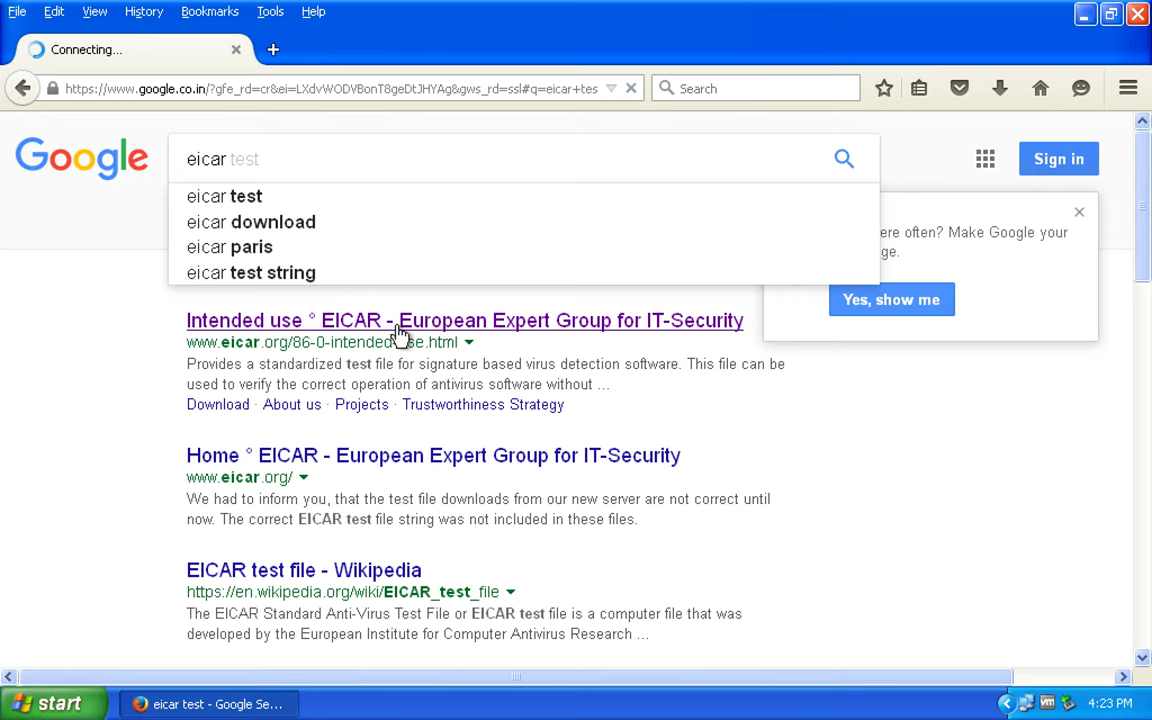 File Edit View History Bookmarks Tools Help
Connecting...
https://www.google.co.in/?gfe_rd=cr&ei=LXdvWODVBonT8geDtJHYAg&gws_rd=ssl#q=eicar+tes
Search
Google
eicar test
Sign in
eicar test
eicar download
eicar paris
eicar test string
ere often? Make Google your
ge.
Yes, show me
Intended use ° EICAR - European Expert Group for IT-Security
www.eicar.org/86-0-intended-use.html
Provides a standardized test file for signature based virus detection software. This file can be
used to verify the correct operation of antivirus software without ...
Download · About us · Projects · Trustworthiness Strategy
Home ° EICAR - European Expert Group for IT-Security
www.eicar.org/
We had to inform you, that the test file downloads from our new server are not correct until
now. The correct EICAR test file string was not included in these files.
EICAR test file - Wikipedia
https://en.wikipedia.org/wiki/EICAR_test_file
The EICAR Standard Anti-Virus Test File or EICAR test file is a computer file that was
developed by the European Institute for Computer Antivirus Research ...
start
eicar test - Google Se...
vm
4:23 PM